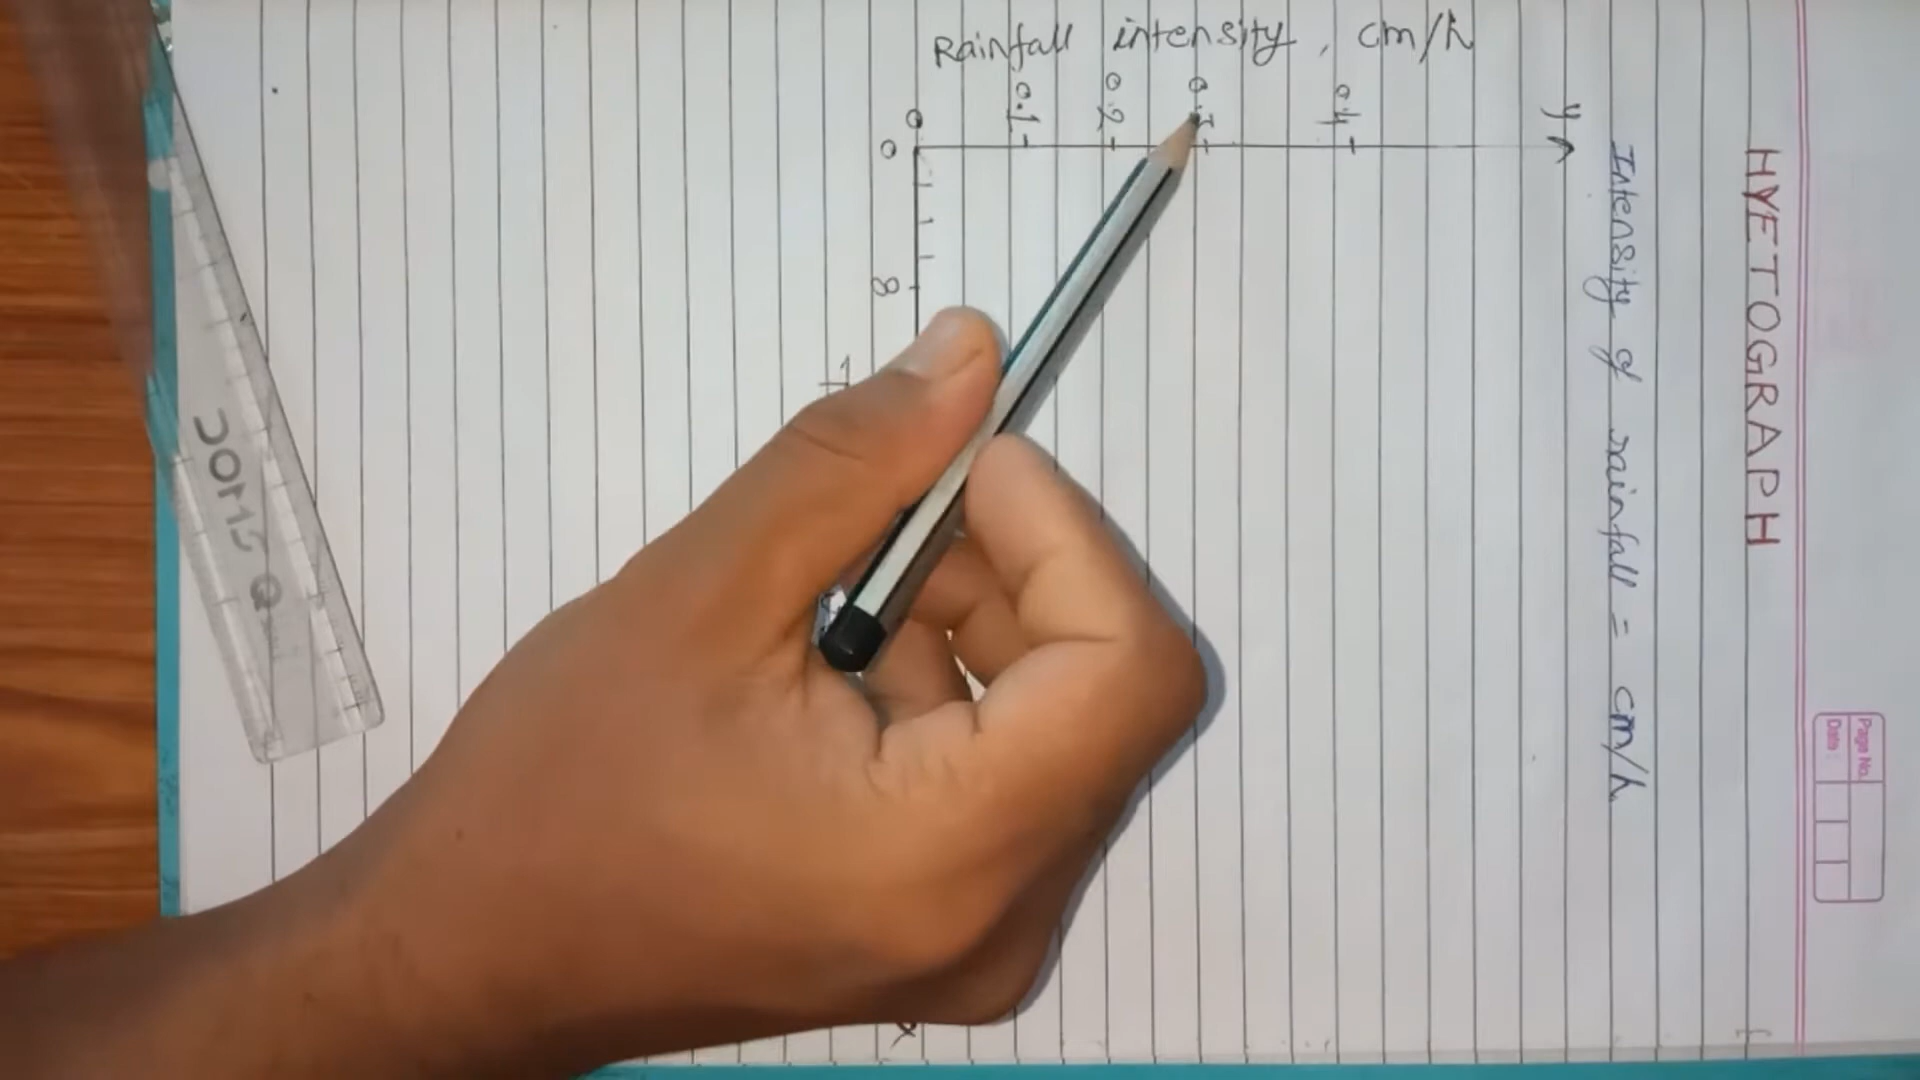 Page No.
Date :
HYETOGRAPH
Intensity of rainfall = cm/h
y
Rainfall intensity, cm/h
0.4
0.3
0.2
0.1
0
0
8
x
DOMS